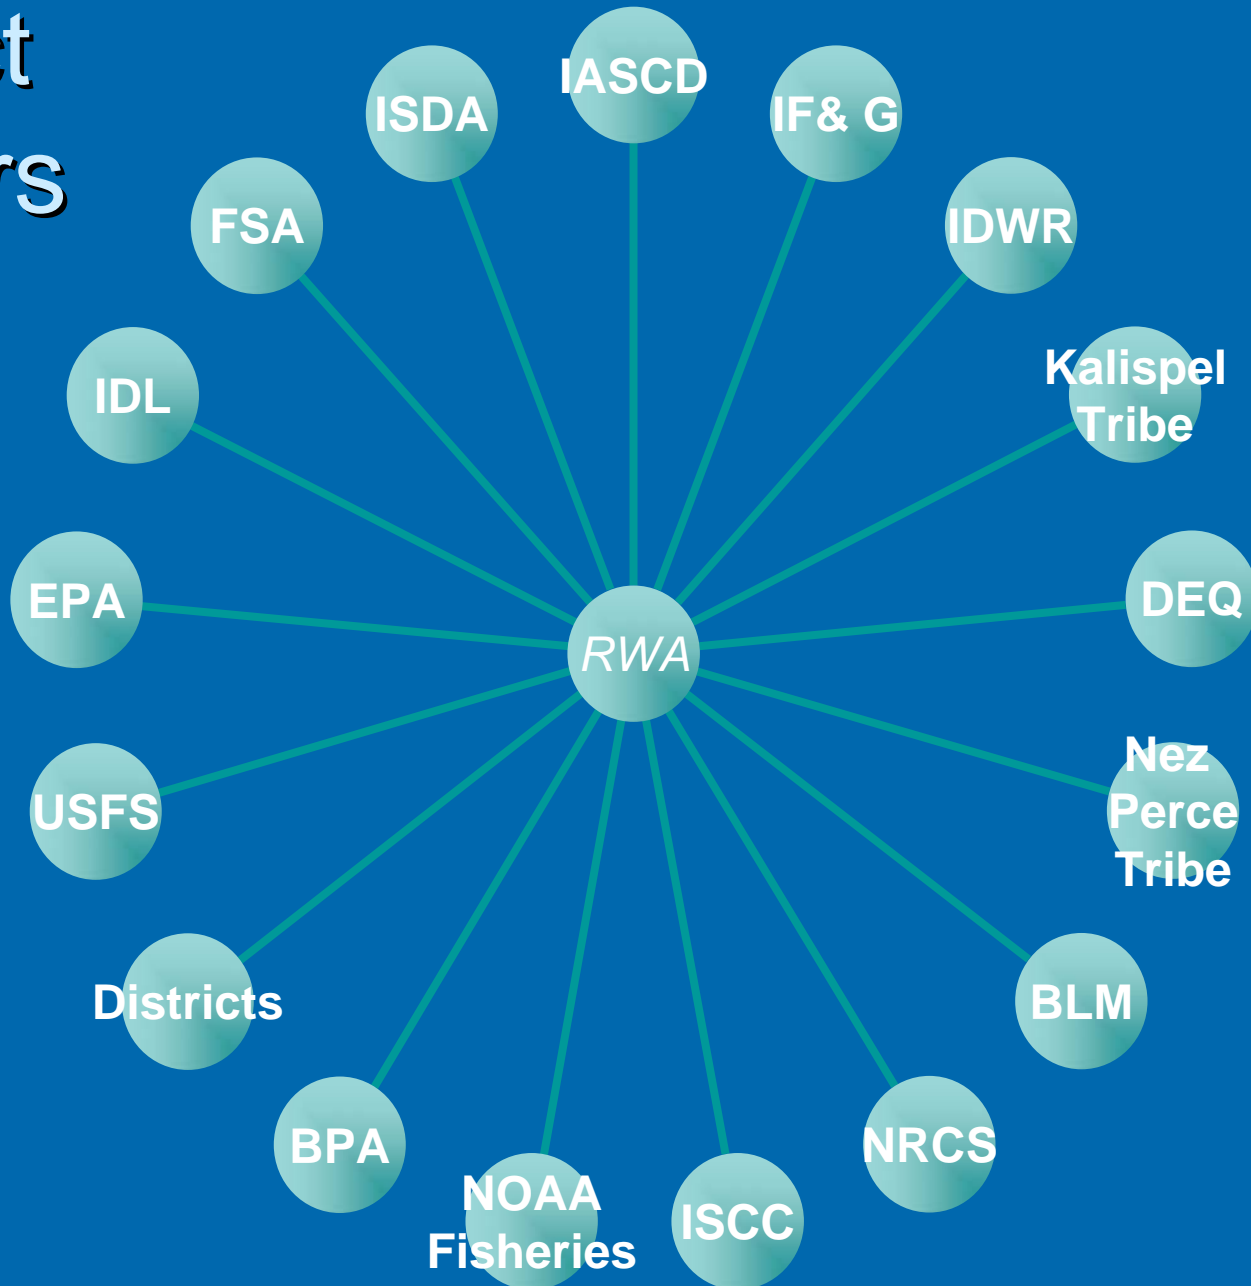 IASCD
ISDA
IF& G
FSA
IDWR
Kalispel
Tribe
IDL
EPA
DEQ
RWA
Nez
Perce
Tribe
USFS
Districts
BLM
BPA
NRCS
NOAA
Fisheries
ISCC